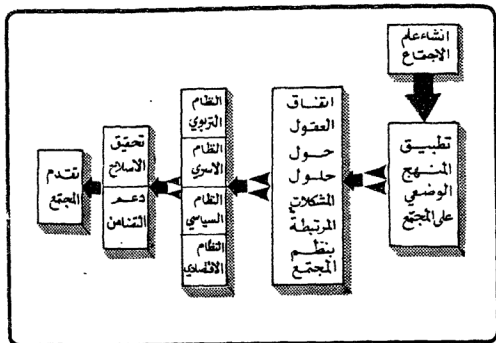 انشاء علم
الاجتماع
تطبيق
المنهج
الوضعي
على المجتمع
اتفاق
العقول
حول
حلول
المشكلات
المرتبطة
بنظم
المجتمع
النظام
التربوي
النظام
الاسري
النظام
السياسي
النظام
الاقتصادي
تحقيق
الاصلاح
دعم
التضامن
تقدم
المجتمع